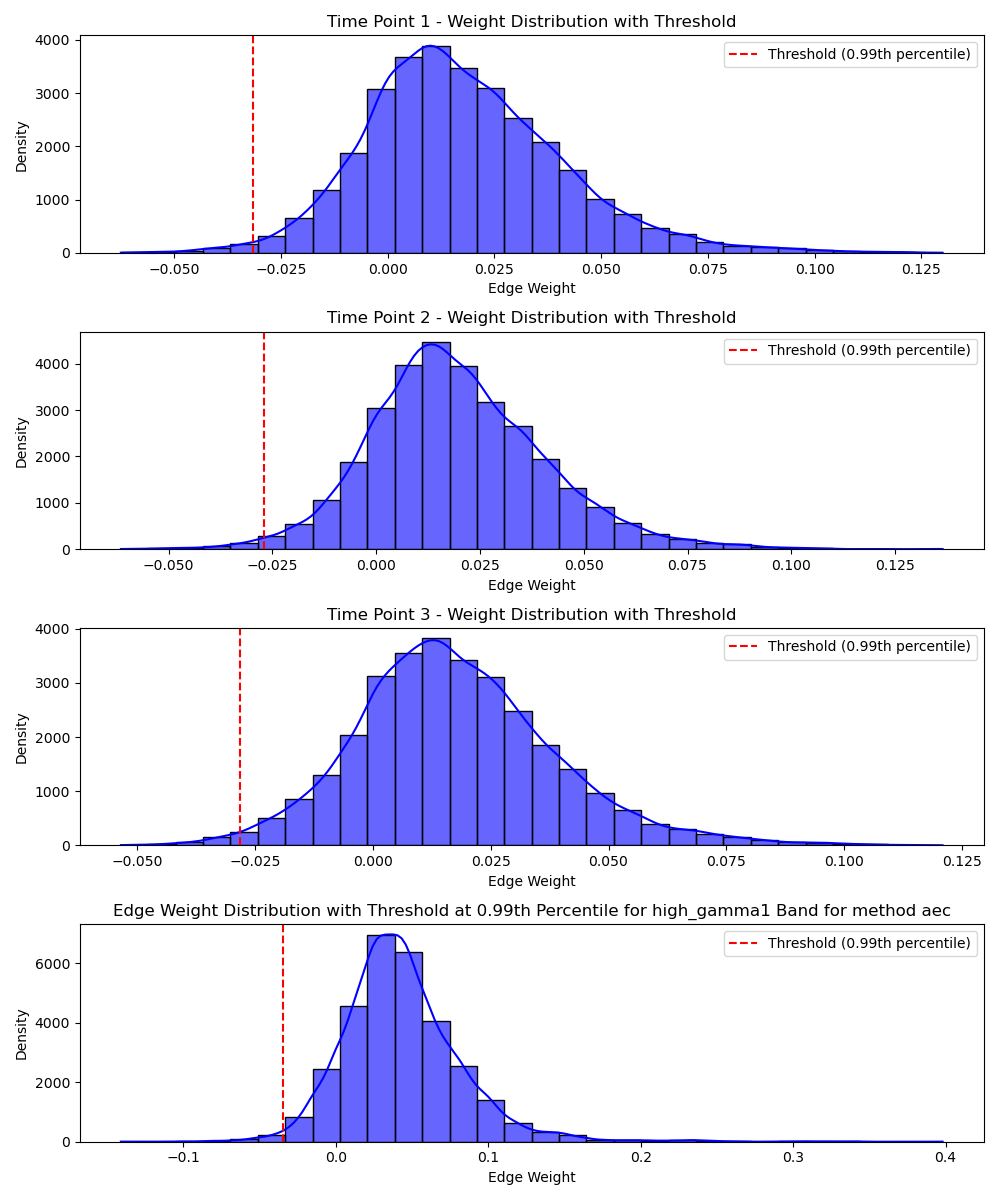 Time Point 1 - Weight Distribution with Threshold
4000
3000
2000
1000
0
Density
Threshold (0.99th percentile)
−0.050 −0.025 0.000 0.025 0.050 0.075 0.100 0.125
Edge Weight
Time Point 2 - Weight Distribution with Threshold
4000
3000
2000
1000
0
Density
Threshold (0.99th percentile)
−0.050 −0.025 0.000 0.025 0.050 0.075 0.100 0.125
Edge Weight
Time Point 3 - Weight Distribution with Threshold
4000
3000
2000
1000
0
Density
Threshold (0.99th percentile)
−0.050 −0.025 0.000 0.025 0.050 0.075 0.100 0.125
Edge Weight
Edge Weight Distribution with Threshold at 0.99th Percentile for high_gamma1 Band for method aec
6000
4000
2000
0
Density
Threshold (0.99th percentile)
−0.1 0.0 0.1 0.2 0.3 0.4
Edge Weight